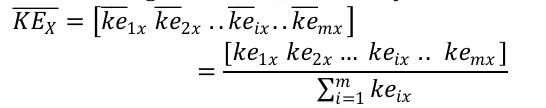 $\overline{KE_X} = [\overline{ke}_{1x}\ \overline{ke}_{2x}\ ..\ \overline{ke}_{ix}..\ \overline{ke}_{mx}]$
$= \frac{[ke_{1x}\ ke_{2x}\ ...\ ke_{ix}\ ..\ ke_{mx}]}{\sum_{i=1}^{m} ke_{ix}}$